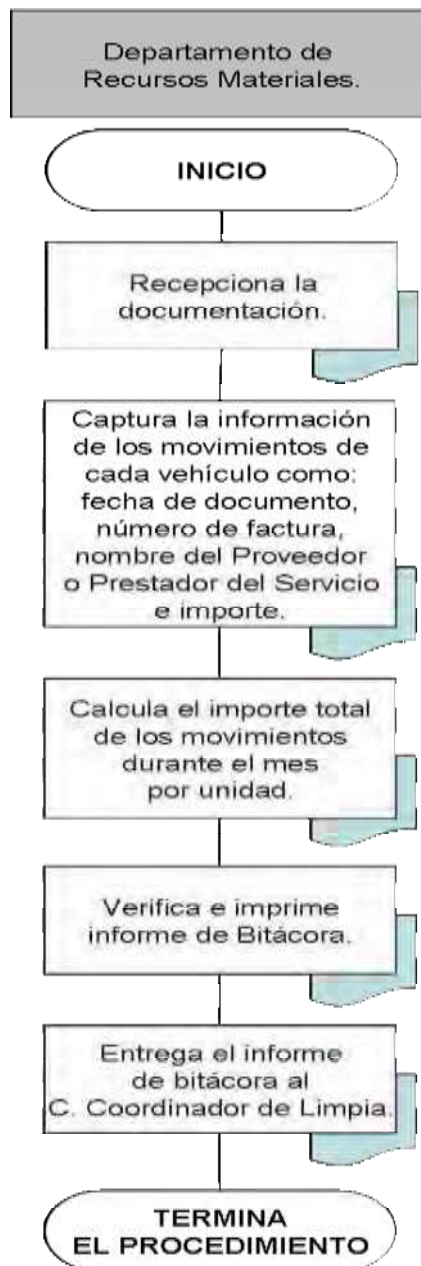 Departamento de
Recursos Materiales.
INICIO
Recepciona la
documentación.
Captura la información
de los movimientos de
cada vehículo como:
fecha de documento,
número de factura,
nombre del Proveedor
o Prestador del Servicio
e importe.
Calcula el importe total
de los movimientos
durante el mes
por unidad.
Verifica e imprime
informe de Bitácora.
Entrega el informe
de bitácora al
C. Coordinador de Limpia.
TERMINA
EL PROCEDIMIENTO